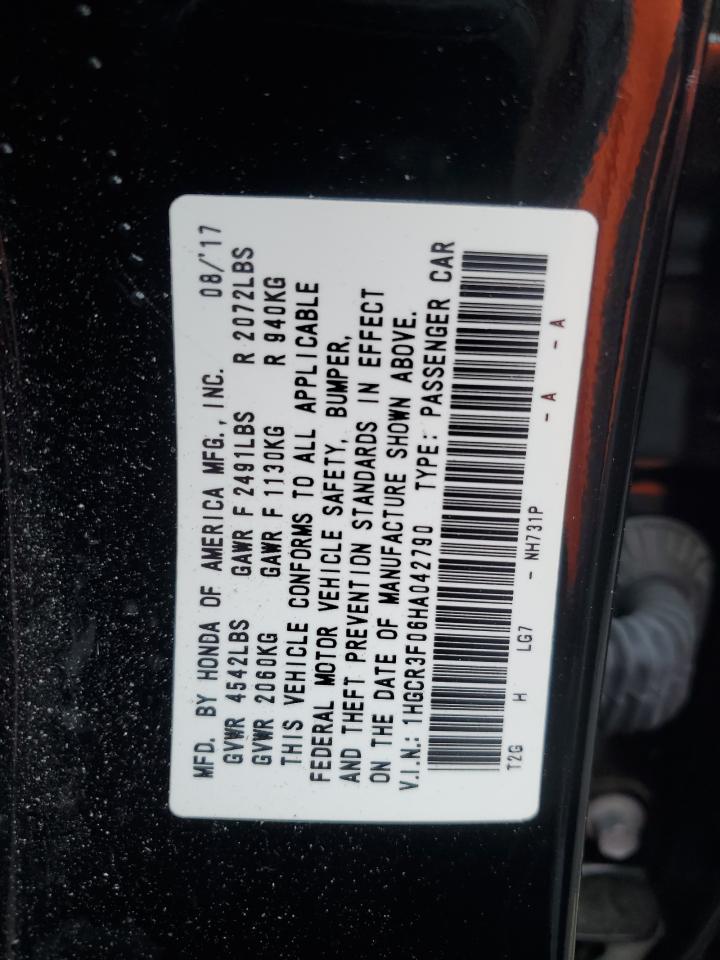 MFD. BY HONDA OF AMERICA MFG., INC. 08/'17
GVWR 4542LBS GAWR F 2491LBS R 2072LBS
GVWR 2060KG GAWR F 1130KG R 940KG
THIS VEHICLE CONFORMS TO ALL APPLICABLE
FEDERAL MOTOR VEHICLE SAFETY, BUMPER,
AND THEFT PREVENTION STANDARDS IN EFFECT
ON THE DATE OF MANUFACTURE SHOWN ABOVE.
V.I.N.: 1HGCR3F06HA042790 TYPE: PASSENGER CAR
T2G H LG7 - NH731P - A - A